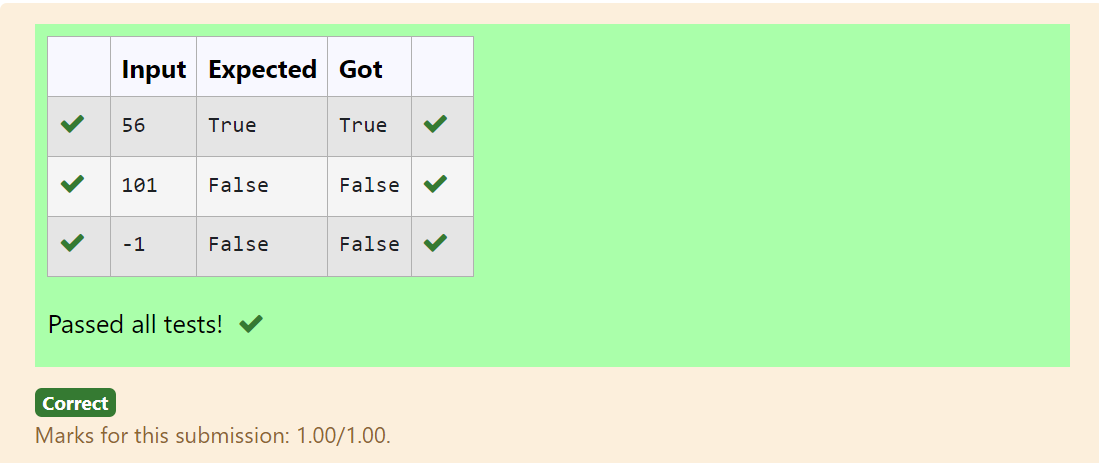 Input Expected Got
56 True True
101 False False
-1 False False
Passed all tests!
Correct
Marks for this submission: 1.00/1.00.